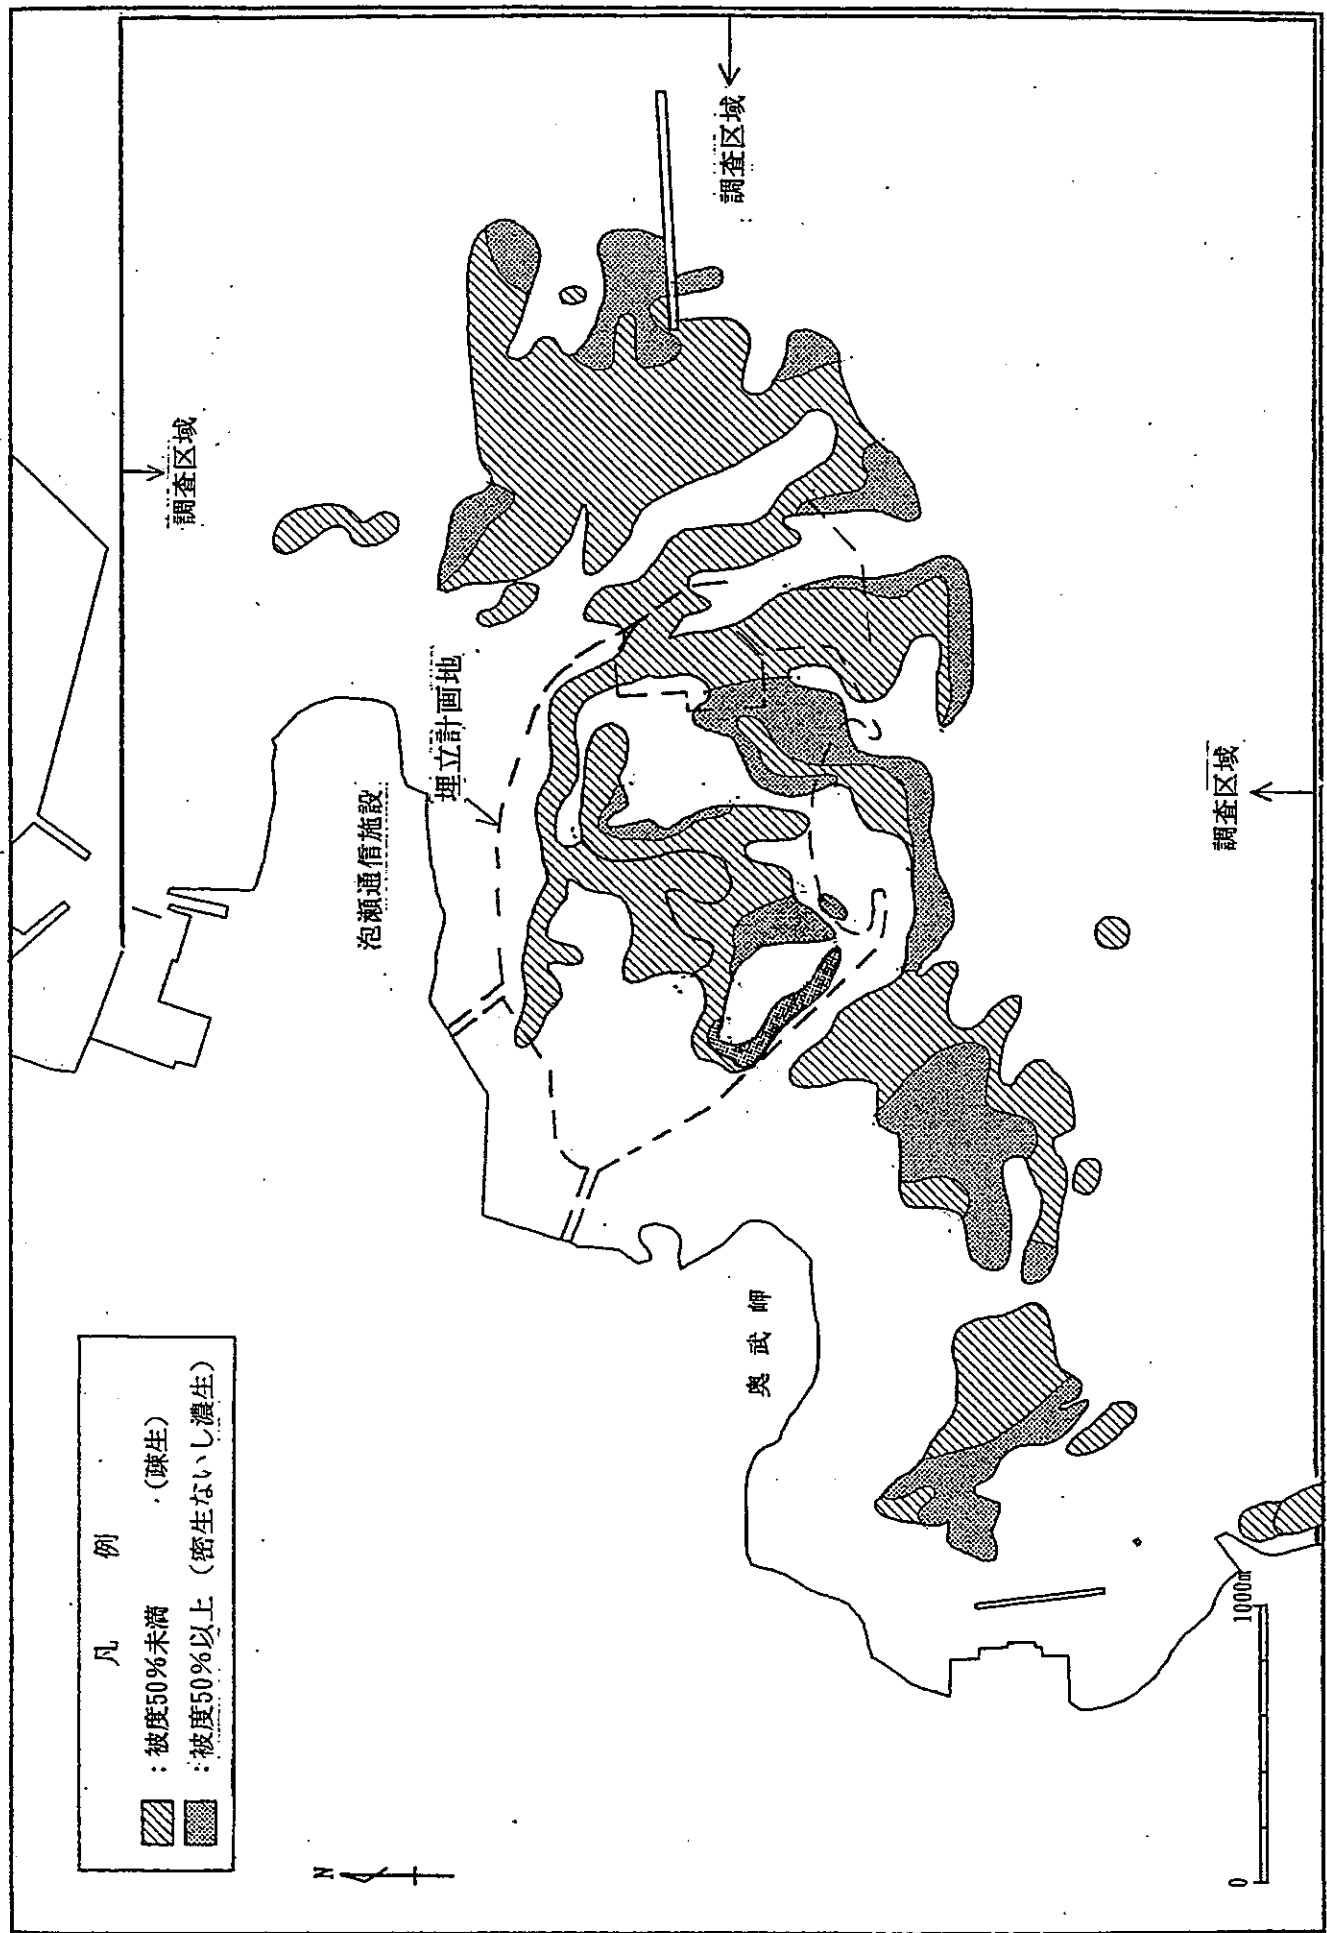 凡 例
：被度50%未満 （疎生）
：被度50%以上 （密生ないし濃生）
N
調査区域
泡瀬通信施設
埋立計画地
調査区域
奥武岬
調査区域
0
1000m